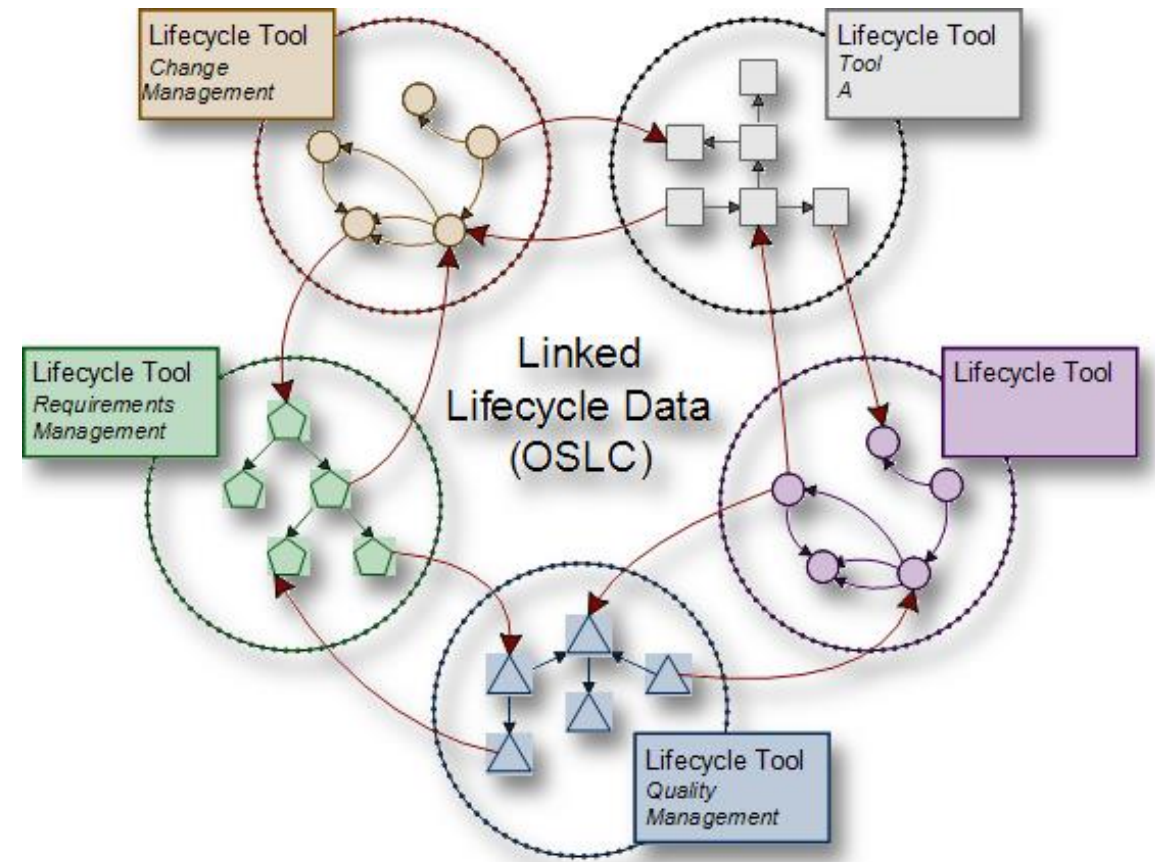 Lifecycle Tool
Change
Management
Lifecycle Tool
Tool
A
Linked
Lifecycle Data
(OSLC)
Lifecycle Tool
Requirements
Management
Lifecycle Tool
Lifecycle Tool
Quality
Management